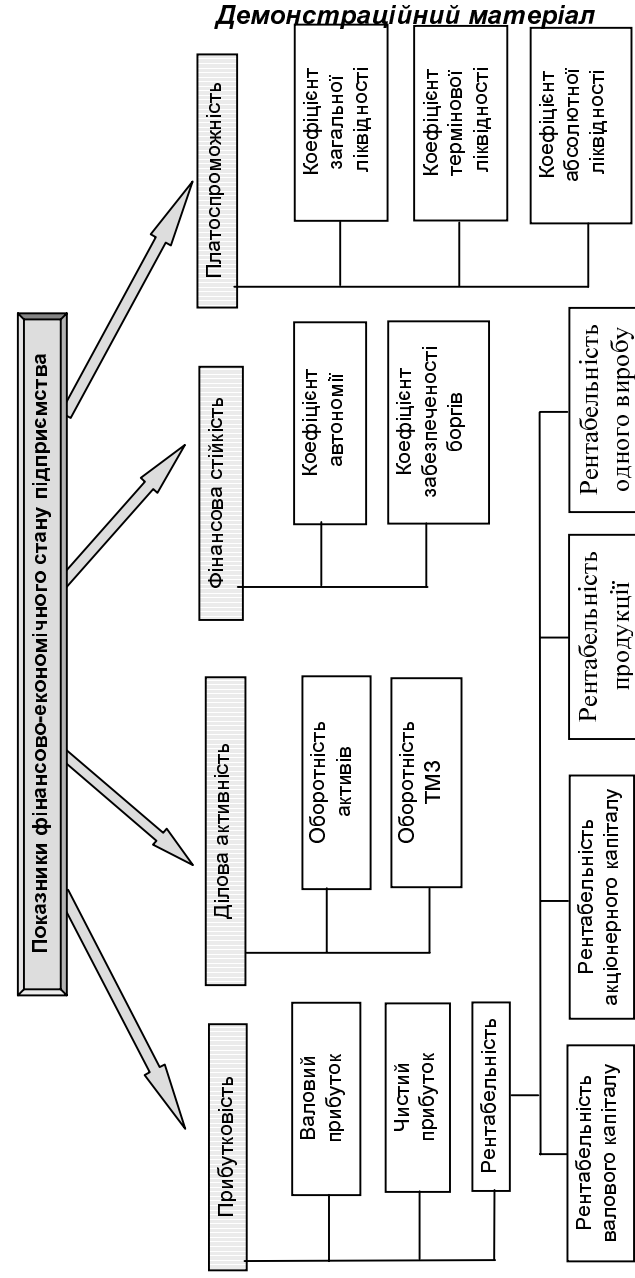 Демонстраційний матеріал
Показники фінансово-економічного стану підприємства
Прибутковість
Валовий
прибуток
Чистий
прибуток
Рентабельність
Рентабельність
валового капіталу
Рентабельність
акціонерного капіталу
Рентабельність
продукції
Рентабельність
одного виробу
Ділова активність
Оборотність
активів
Оборотність
ТМЗ
Фінансова стійкість
Коефіцієнт
автономії
Коефіцієнт
забезпеченості
боргів
Платоспроможність
Коефіцієнт
загальної
ліквідності
Коефіцієнт
термінової
ліквідності
Коефіцієнт
абсолютної
ліквідності